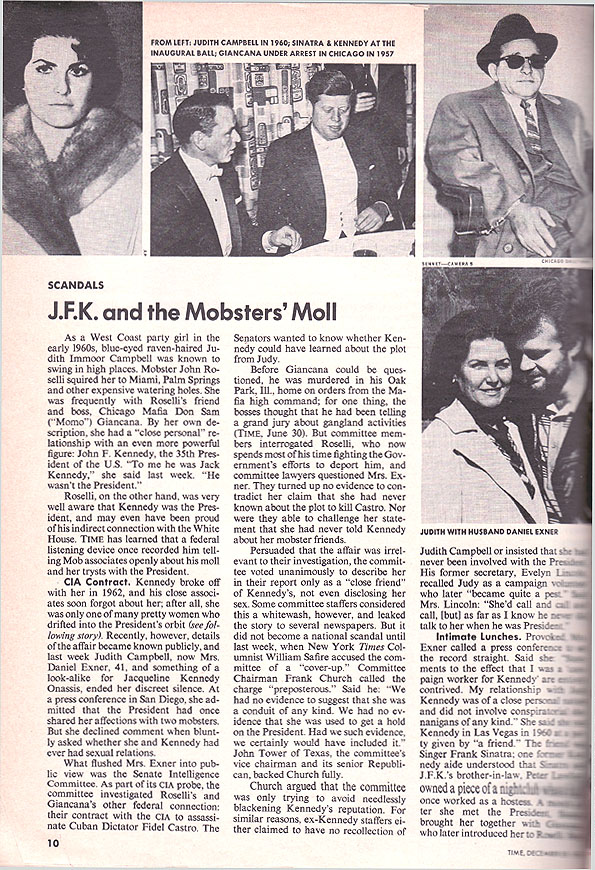 FROM LEFT: JUDITH CAMPBELL IN 1960; SINATRA & KENNEDY AT THE
INAUGURAL BALL; GIANCANA UNDER ARREST IN CHICAGO IN 1957
SENNET—CAMERA 5
CHICAGO
SCANDALS
J.F.K. and the Mobsters' Moll
As a West Coast party girl in the
early 1960s, blue-eyed raven-haired Ju-
dith Immoor Campbell was known to
swing in high places. Mobster John Ro-
selli squired her to Miami, Palm Springs
and other expensive watering holes. She
was frequently with Roselli's friend
and boss, Chicago Mafia Don Sam
("Momo") Giancana. By her own de-
scription, she had a "close personal" re-
lationship with an even more powerful
figure: John F. Kennedy, the 35th Pres-
ident of the U.S. "To me he was Jack
Kennedy," she said last week. "He
wasn't the President."
Roselli, on the other hand, was very
well aware that Kennedy was the Pres-
ident, and may even have been proud
of his indirect connection with the White
House. TIME has learned that a federal
listening device once recorded him tell-
ing Mob associates openly about his moll
and her trysts with the President.
CIA Contract. Kennedy broke off
with her in 1962, and his close associ-
ates soon forgot about her; after all, she
was only one of many pretty women who
drifted into the President's orbit (see fol-
lowing story). Recently, however, details
of the affair became known publicly, and
last week Judith Campbell, now Mrs.
Daniel Exner, 41, and something of a
look-alike for Jacqueline Kennedy
Onassis, ended her discreet silence. At
a press conference in San Diego, she ad-
mitted that the President had once
shared her affections with two mobsters.
But she declined comment when blunt-
ly asked whether she and Kennedy had
ever had sexual relations.
What flushed Mrs. Exner into pub-
lic view was the Senate Intelligence
Committee. As part of its CIA probe, the
committee investigated Roselli's and
Giancana's other federal connection:
their contract with the CIA to assassi-
nate Cuban Dictator Fidel Castro. The
Senators wanted to know whether Ken-
nedy could have learned about the plot
from Judy.
Before Giancana could be ques-
tioned, he was murdered in his Oak
Park, Ill., home on orders from the Ma-
fia high command; for one thing, the
bosses thought that he had been telling
a grand jury about gangland activities
(TIME, June 30). But committee mem-
bers interrogated Roselli, who now
spends most of his time fighting the Gov-
ernment's efforts to deport him, and
committee lawyers questioned Mrs. Ex-
ner. They turned up no evidence to con-
tradict her claim that she had never
known about the plot to kill Castro. Nor
were they able to challenge her state-
ment that she had never told Kennedy
about her mobster friends.
Persuaded that the affair was irrel-
evant to their investigation, the commit-
tee voted unanimously to describe her
in their report only as a "close friend"
of Kennedy's, not even disclosing her
sex. Some committee staffers considered
this a whitewash, however, and leaked
the story to several newspapers. But it
did not become a national scandal until
last week, when New York Times Col-
umnist William Safire accused the com-
mittee of a "cover-up." Committee
Chairman Frank Church called the
charge "preposterous." Said he: "We
had no evidence to suggest that she was
a conduit of any kind. We had no ev-
idence that she was used to get a hold
on the President. Had we such evidence,
we certainly would have included it."
John Tower of Texas, the committee's
vice chairman and its senior Republi-
can, backed Church fully.
Church argued that the committee
was only trying to avoid needlessly
blackening Kennedy's reputation. For
similar reasons, ex-Kennedy staffers ei-
ther claimed to have no recollection of
JUDITH WITH HUSBAND DANIEL EXNER
Judith Campbell or insisted that she had
never been involved with the President.
His former secretary, Evelyn Lincoln
recalled Judy as a campaign volunteer
who later "became quite a pest." Said
Mrs. Lincoln: "She'd call and call and
call, [but] as far as I know he never
talk to her when he was President."
Intimate Lunches. Provoked, Mrs.
Exner called a press conference to
the record straight. Said she: "
ments to the effect that I was a 'cam-
paign worker for Kennedy' are
contrived. My relationship with
Kennedy was of a close personal
and did not involve conspiratorial
nanigans of any kind." She said she
Kennedy in Las Vegas in 1960 at a
ty given by "a friend." The friend
Singer Frank Sinatra; one former
nedy aide understood that
J.F.K.'s brother-in-law, Peter
owned a piece of a nightclub
once worked as a hostess. A
ter she met the President,
brought her together with
who later introduced her to
10
TIME,